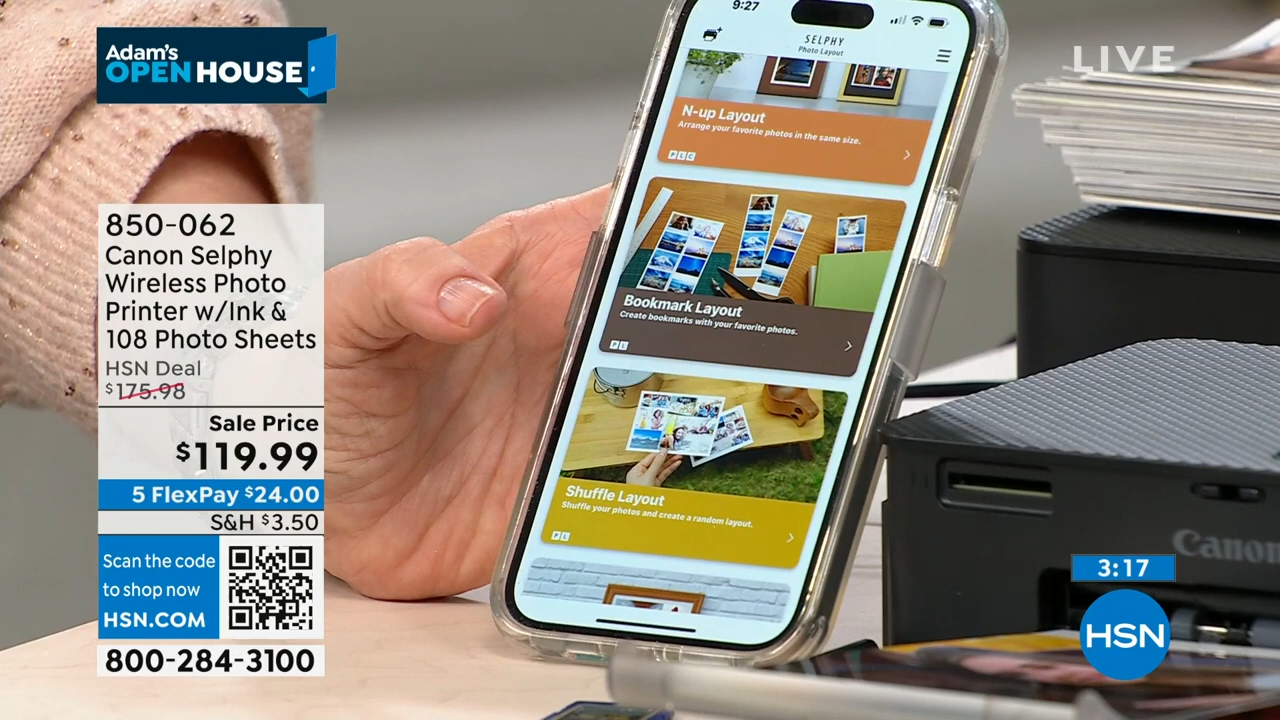 Adam's
OPEN HOUSE
LIVE
850-062
Canon Selphy
Wireless Photo
Printer w/Ink &
108 Photo Sheets
HSN Deal
$175.98
Sale Price
$119.99
5 FlexPay $24.00
S&H $3.50
Scan the code
to shop now
HSN.COM
800-284-3100
9:27
SELPHY
Photo Layout
N-up Layout
Arrange your favorite photos in the same size.
P L C
Bookmark Layout
Create bookmarks with your favorite photos.
P L
Shuffle Layout
Shuffle your photos and create a random layout.
P L
Canon
3:17
HSN